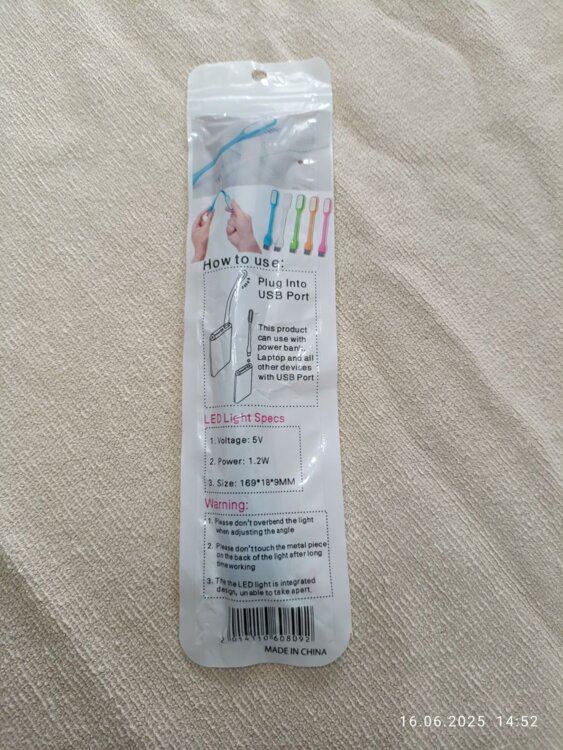 How to use:
Plug Into
USB Port
This product
can use with
power bank.
Laptop and all
other devices
with USB Port
LED Light Specs
1. Voltage: 5V
2. Power: 1.2W
3. Size: 169*18*9MM
Warning:
1. Please don't overbend the light
when adjusting the angle
2. Please don't touch the metal piece
on the back of the light after long
time working
3. The the LED light is integrated
design, unable to take apart.
2 014110 608092
MADE IN CHINA
16.06.2025 14:52